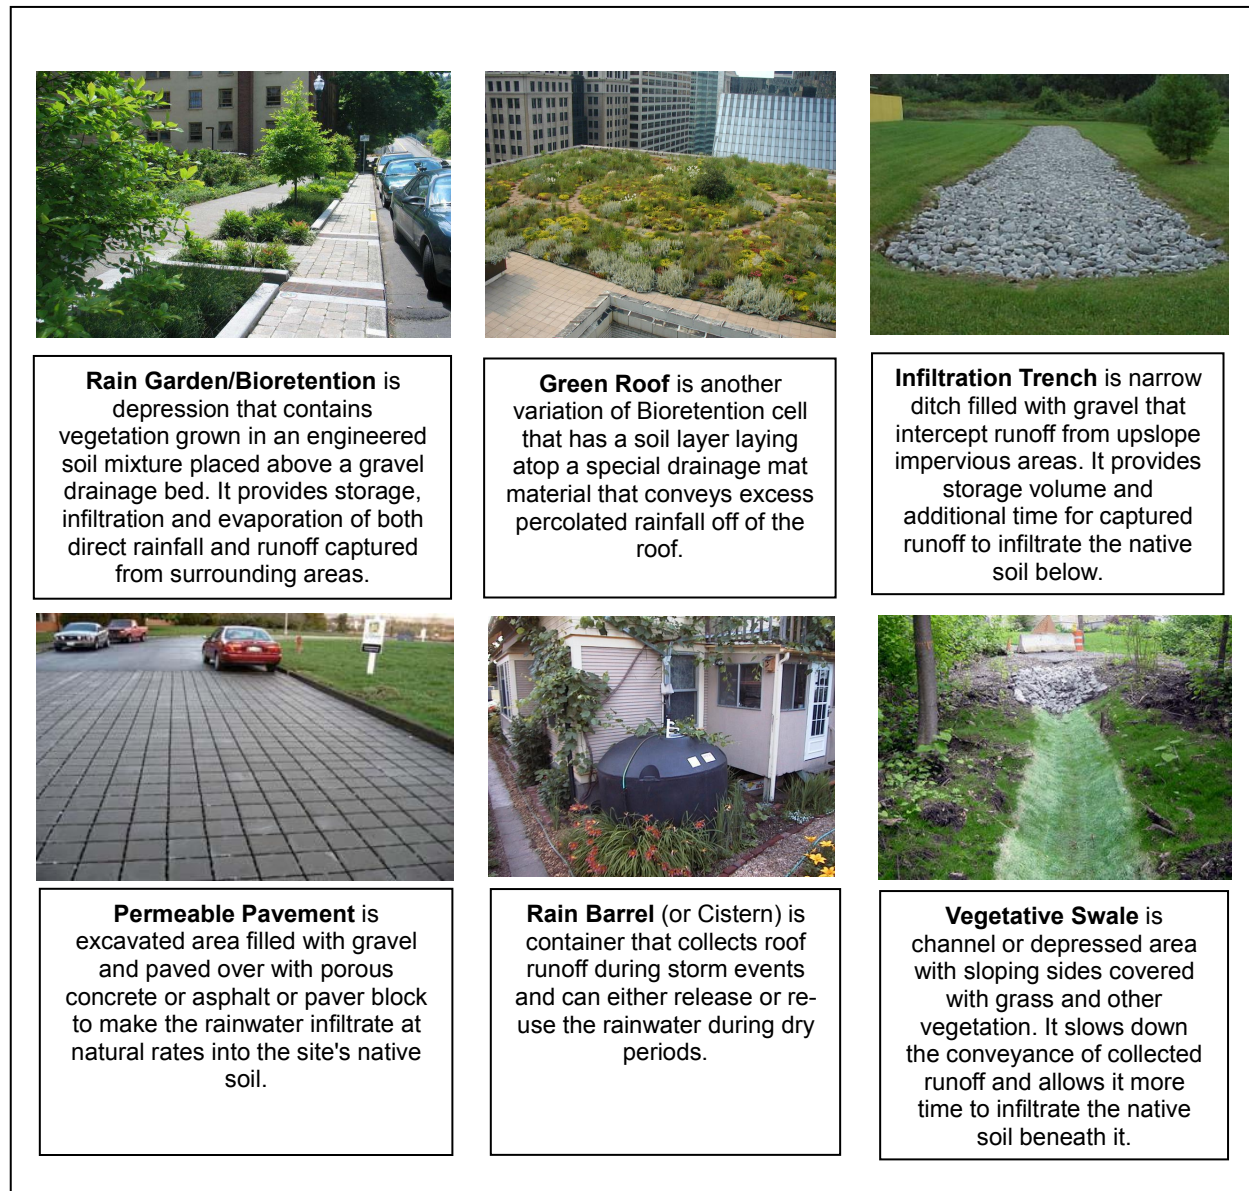 Rain Garden/Bioretention is
depression that contains
vegetation grown in an engineered
soil mixture placed above a gravel
drainage bed. It provides storage,
infiltration and evaporation of both
direct rainfall and runoff captured
from surrounding areas.
Green Roof is another
variation of Bioretention cell
that has a soil layer laying
atop a special drainage mat
material that conveys excess
percolated rainfall off of the
roof.
Infiltration Trench is narrow
ditch filled with gravel that
intercept runoff from upslope
impervious areas. It provides
storage volume and
additional time for captured
runoff to infiltrate the native
soil below.
Permeable Pavement is
excavated area filled with gravel
and paved over with porous
concrete or asphalt or paver block
to make the rainwater infiltrate at
natural rates into the site's native
soil.
Rain Barrel (or Cistern) is
container that collects roof
runoff during storm events
and can either release or re-
use the rainwater during dry
periods.
Vegetative Swale is
channel or depressed area
with sloping sides covered
with grass and other
vegetation. It slows down
the conveyance of collected
runoff and allows it more
time to infiltrate the native
soil beneath it.